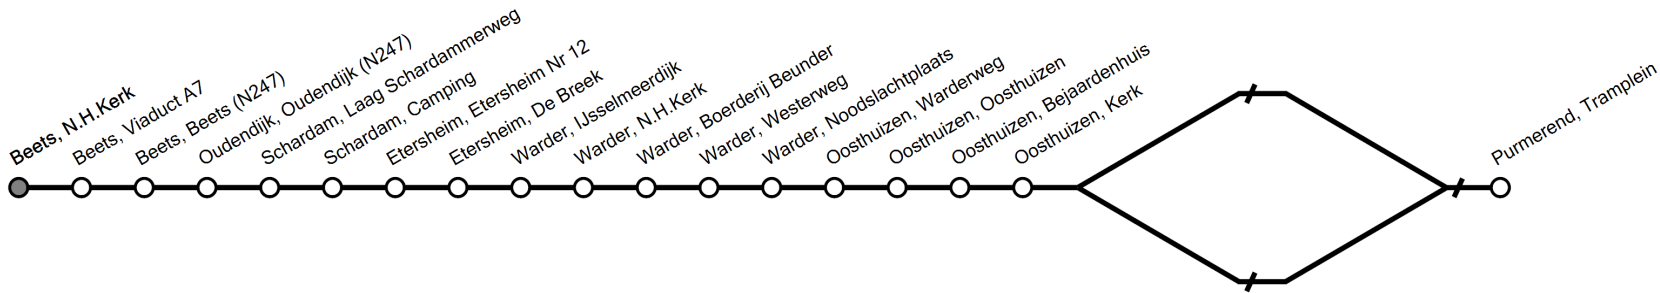 Beets, N.H.Kerk
Beets, Viaduct A7
Beets, Beets (N247)
Oudendijk, Oudendijk (N247)
Schardam, Laag Schardammerweg
Schardam, Camping
Etersheim, Etersheim Nr 12
Etersheim, De Breek
Warder, IJsselmeerdijk
Warder, N.H.Kerk
Warder, Boerderij Beunder
Warder, Westerweg
Warder, Noodslachtplaats
Oosthuizen, Warderweg
Oosthuizen, Oosthuizen
Oosthuizen, Bejaardenhuis
Oosthuizen, Kerk
Purmerend, Tramplein